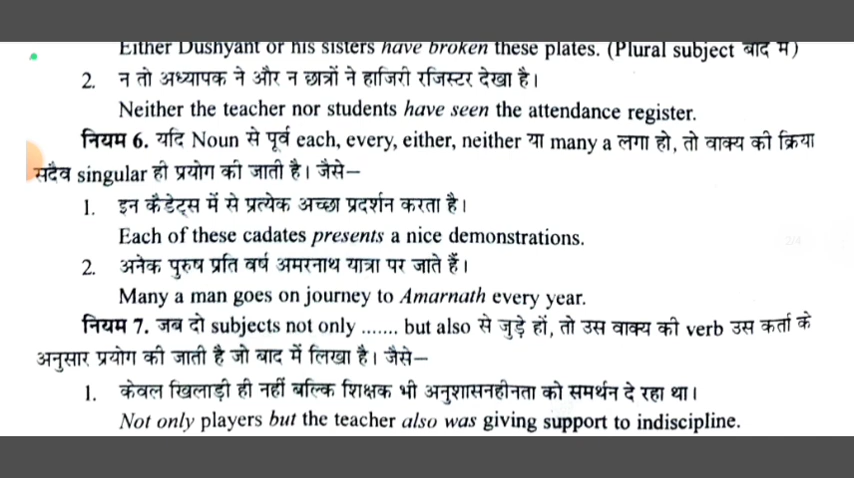 Either Dushyant or his sisters have broken these plates. (Plural subject बाद में)
2. न तो अध्यापक ने और न छात्रों ने हाजिरी रजिस्टर देखा है।
Neither the teacher nor students have seen the attendance register.
नियम 6. यदि Noun से पूर्व each, every, either, neither या many a लगा हो, तो वाक्य की क्रिया
सदैव singular ही प्रयोग की जाती है। जैसे—
1. इन कैडेट्स में से प्रत्येक अच्छा प्रदर्शन करता है।
Each of these cadates presents a nice demonstrations.
2/4
2. अनेक पुरुष प्रति वर्ष अमरनाथ यात्रा पर जाते हैं।
Many a man goes on journey to Amarnath every year.
नियम 7. जब दो subjects not only ....... but also से जुड़े हों, तो उस वाक्य की verb उस कर्ता के
अनुसार प्रयोग की जाती है जो बाद में लिखा है। जैसे—
1. केवल खिलाड़ी ही नहीं बल्कि शिक्षक भी अनुशासनहीनता को समर्थन दे रहा था।
Not only players but the teacher also was giving support to indiscipline.